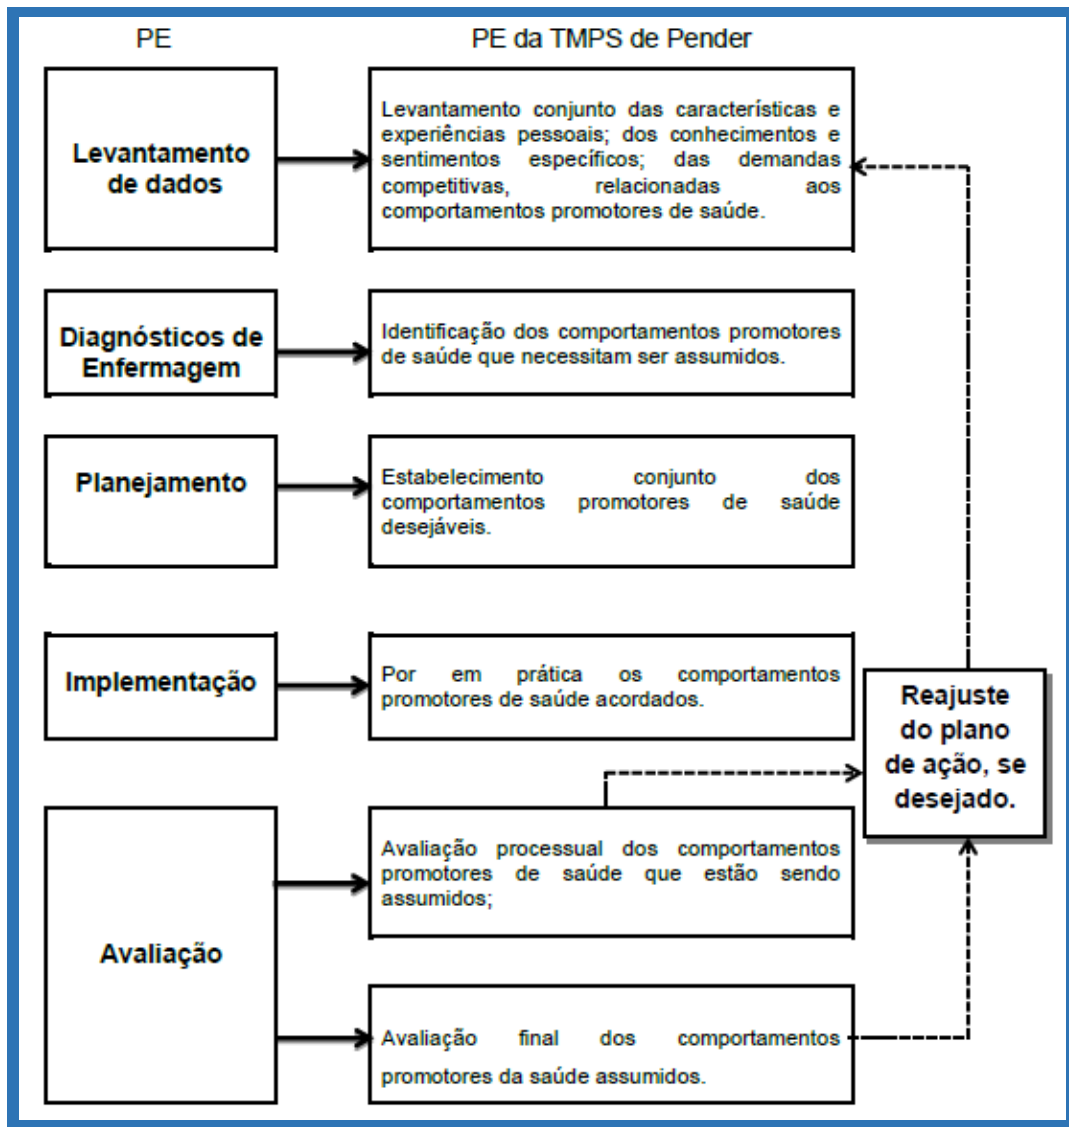 PE
PE da TMPS de Pender
Levantamento
de dados
Levantamento conjunto das características e
experiências pessoais; dos conhecimentos e
sentimentos específicos; das demandas
competitivas, relacionadas aos
comportamentos promotores de saúde.
Diagnósticos de
Enfermagem
Identificação dos comportamentos promotores
de saúde que necessitam ser assumidos.
Planejamento
Estabelecimento conjunto dos
comportamentos promotores de saúde
desejáveis.
Implementação
Por em prática os comportamentos
promotores de saúde acordados.
Reajuste
do plano
de ação, se
desejado.
Avaliação
Avaliação processual dos comportamentos
promotores de saúde que estão sendo
assumidos;
Avaliação final dos comportamentos
promotores da saúde assumidos.